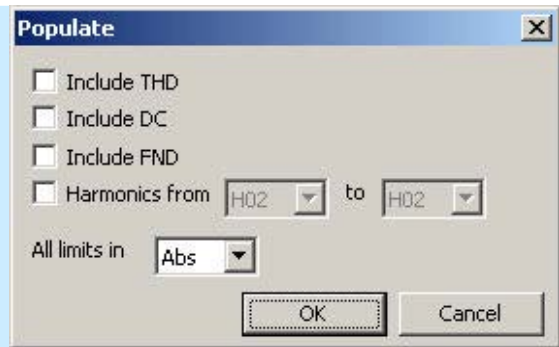 Populate
Include THD
Include DC
Include FND
Harmonics from H02 to H02
All limits in Abs
OK Cancel